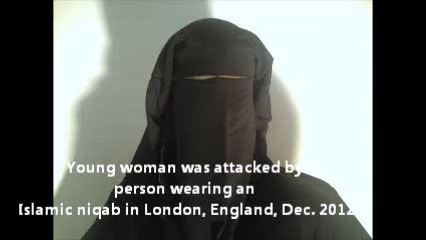 Young woman was attacked by
person wearing an
Islamic niqab in London, England, Dec. 2012